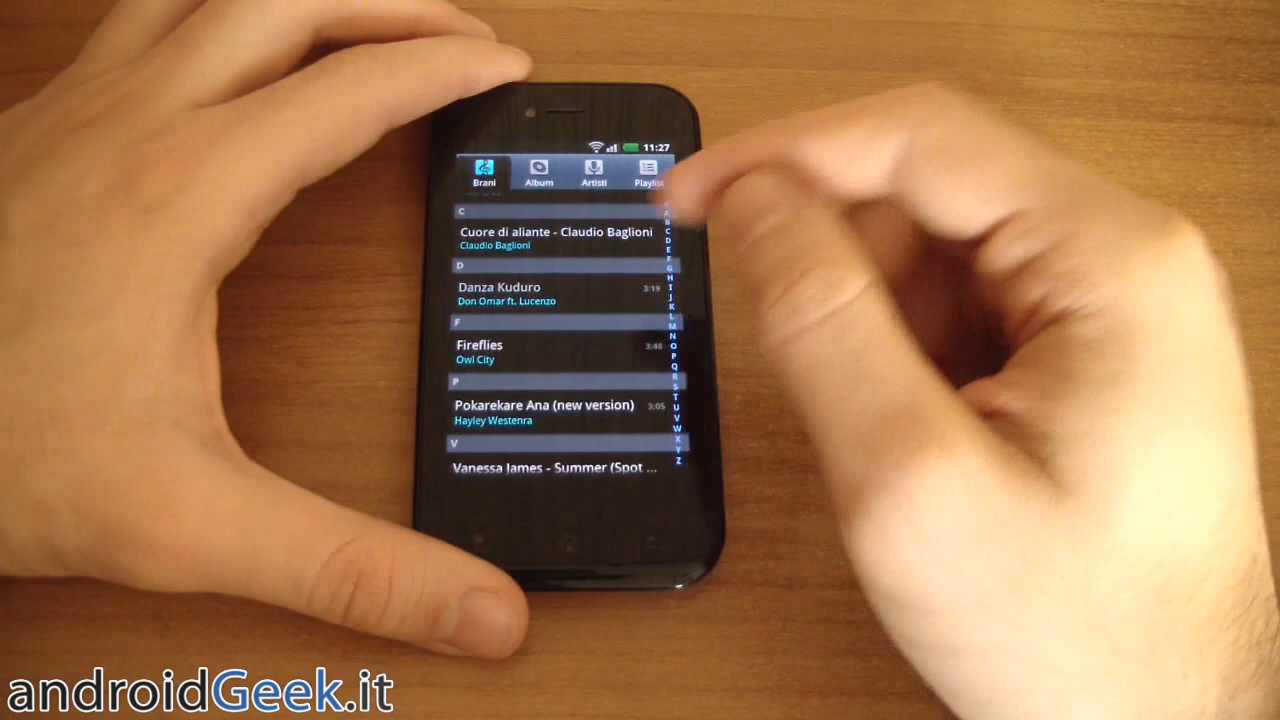 11:27
Brani Album Artisti Playlist
C
Cuore di aliante - Claudio Baglioni
Claudio Baglioni
D
Danza Kuduro 3:19
Don Omar ft. Lucenzo
F
Fireflies 3:48
Owl City
P
Pokarekare Ana (new version) 3:05
Hayley Westenra
V
Vanessa James - Summer (Spot ...
A
B
C
D
E
F
G
H
I
J
K
L
M
N
O
P
Q
R
S
T
U
V
W
X
Y
Z
androidGeek.it